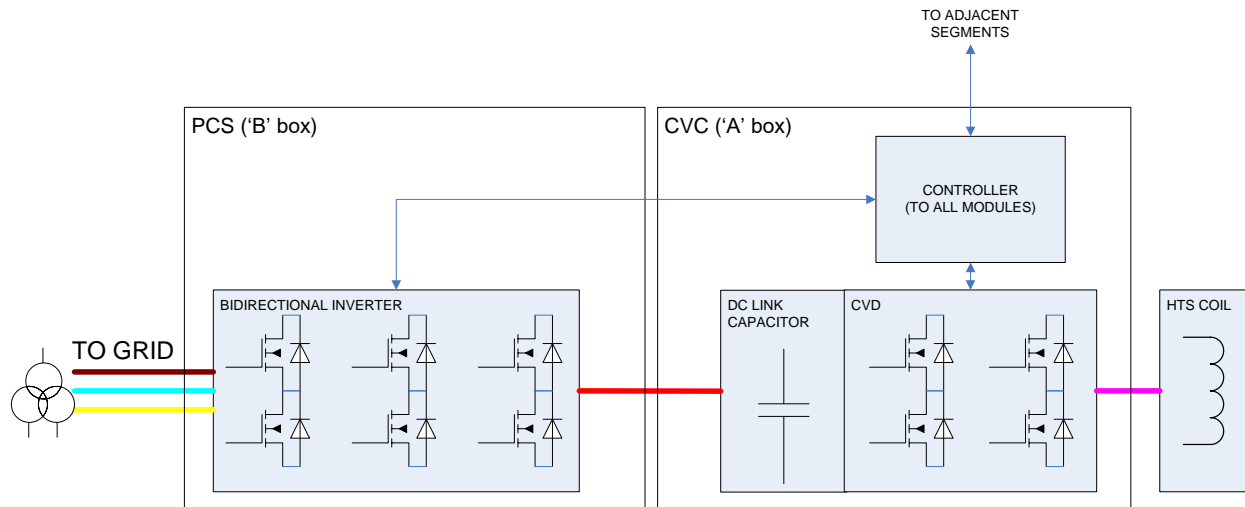 TO ADJACENT
SEGMENTS
PCS (‘B’ box)
CVC (‘A’ box)
CONTROLLER
(TO ALL MODULES)
BIDIRECTIONAL INVERTER
DC LINK
CAPACITOR
CVD
HTS COIL
TO GRID